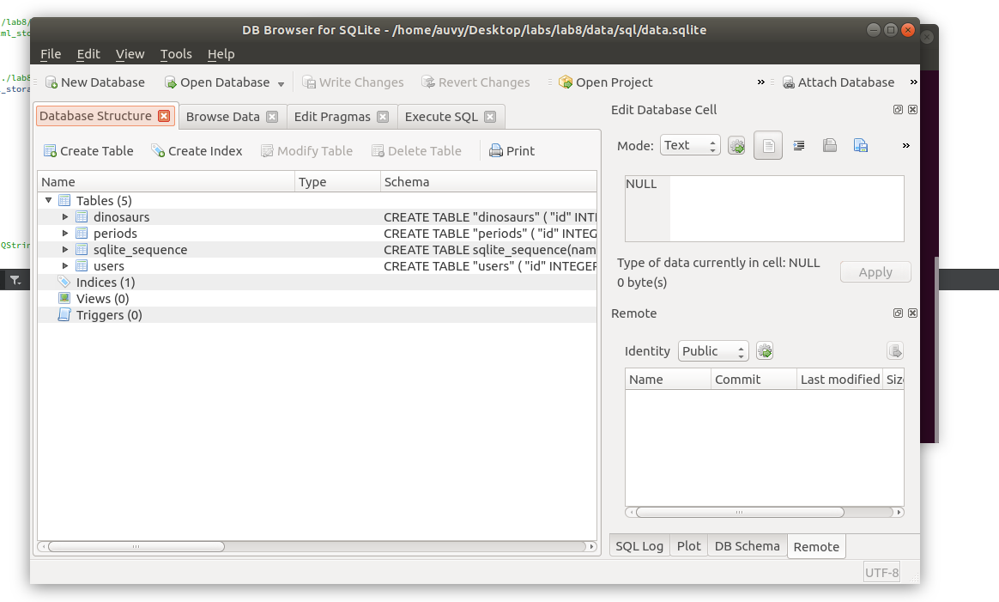 /lab8/
ml_sto
./lab8
_stora
QStrin
DB Browser for SQLite - /home/auvy/Desktop/labs/lab8/data/sql/data.sqlite
File Edit View Tools Help
New Database Open Database Write Changes Revert Changes Open Project » Attach Database »
Database Structure Browse Data Edit Pragmas Execute SQL
Create Table Create Index Modify Table Delete Table Print
Name Type Schema
Tables (5)
dinosaurs CREATE TABLE "dinosaurs" ( "id" INTI
periods CREATE TABLE "periods" ( "id" INTEG
sqlite_sequence CREATE TABLE sqlite_sequence(nam
users CREATE TABLE "users" ( "id" INTEGER
Indices (1)
Views (0)
Triggers (0)
Edit Database Cell
Mode: Text »
NULL
Type of data currently in cell: NULL
0 byte(s)
Apply
Remote
Identity Public
Name Commit Last modified Size
SQL Log Plot DB Schema Remote
UTF-8